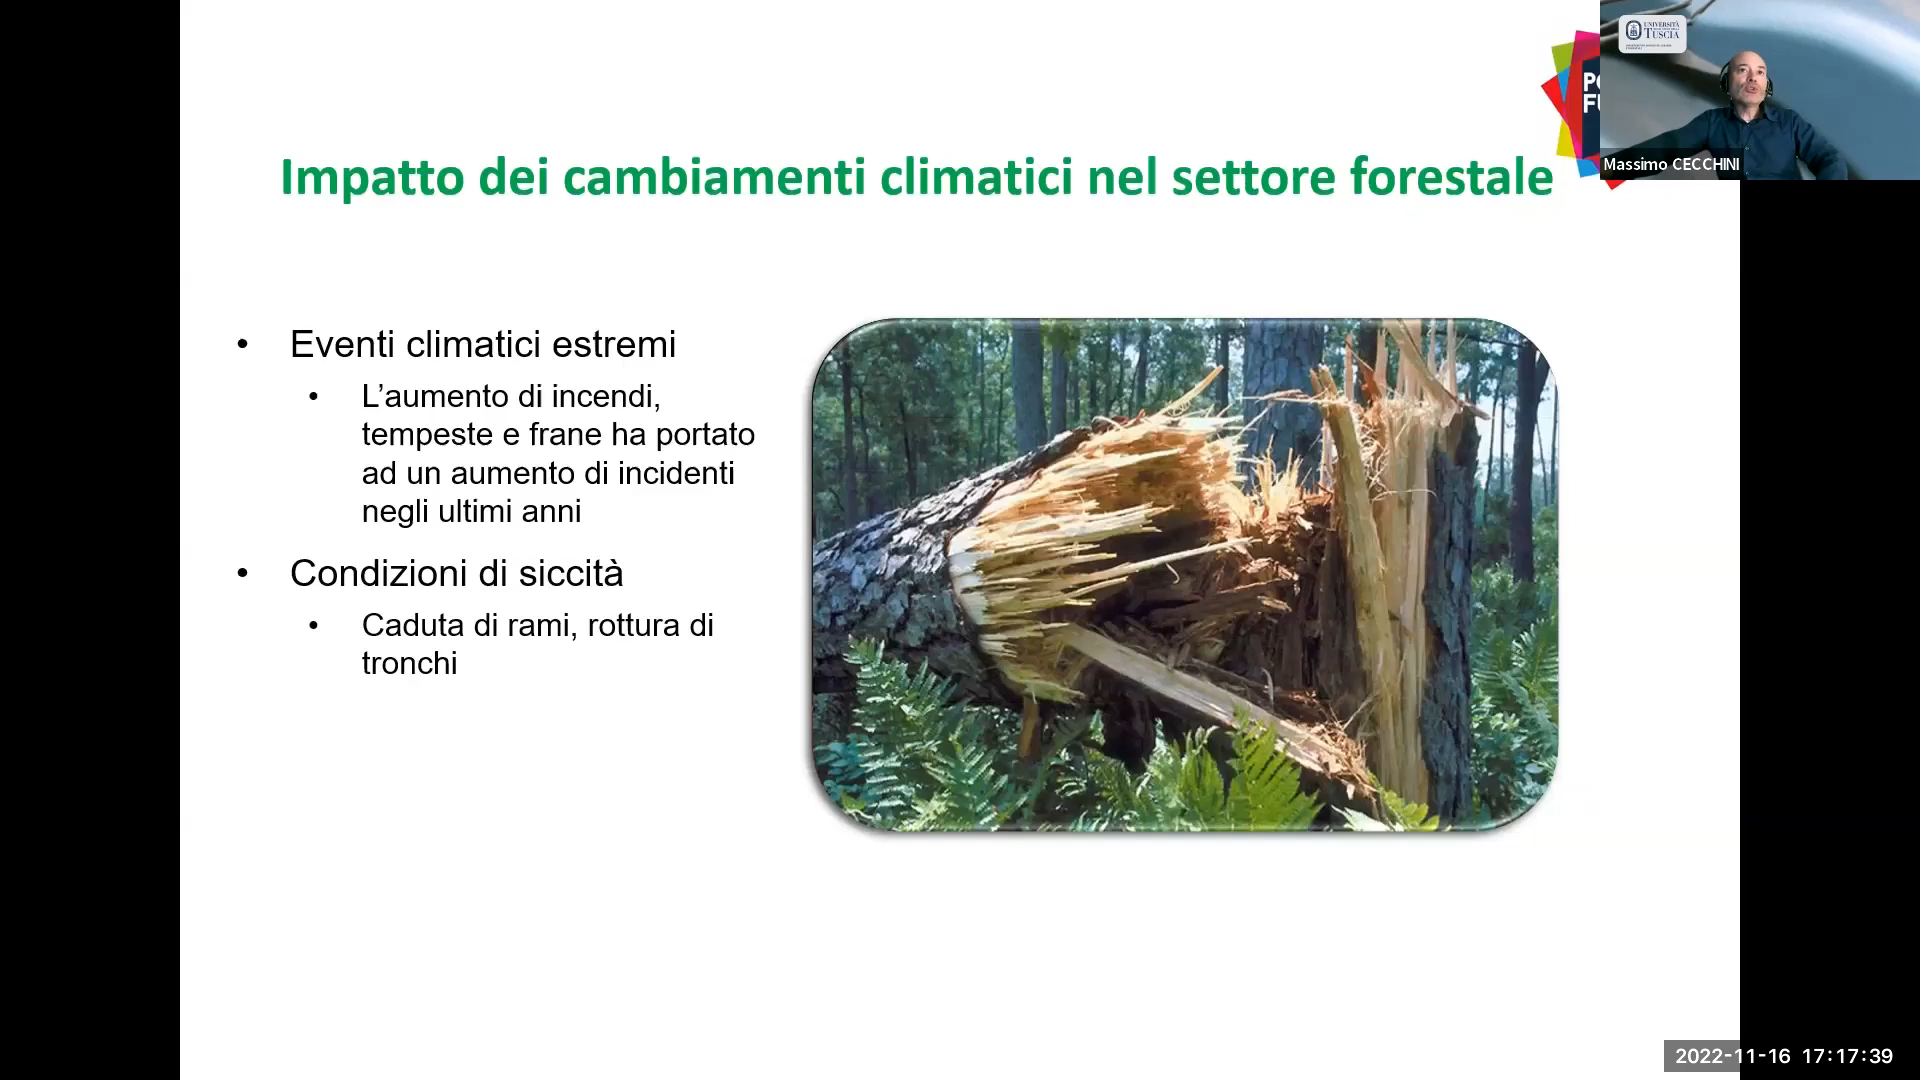 UNIVERSITÀ
TUSCIA
Massimo CECCHINI
Impatto dei cambiamenti climatici nel settore forestale
• Eventi climatici estremi
• L’aumento di incendi,
tempeste e frane ha portato
ad un aumento di incidenti
negli ultimi anni
• Condizioni di siccità
• Caduta di rami, rottura di
tronchi
2022-11-16 17:17:39